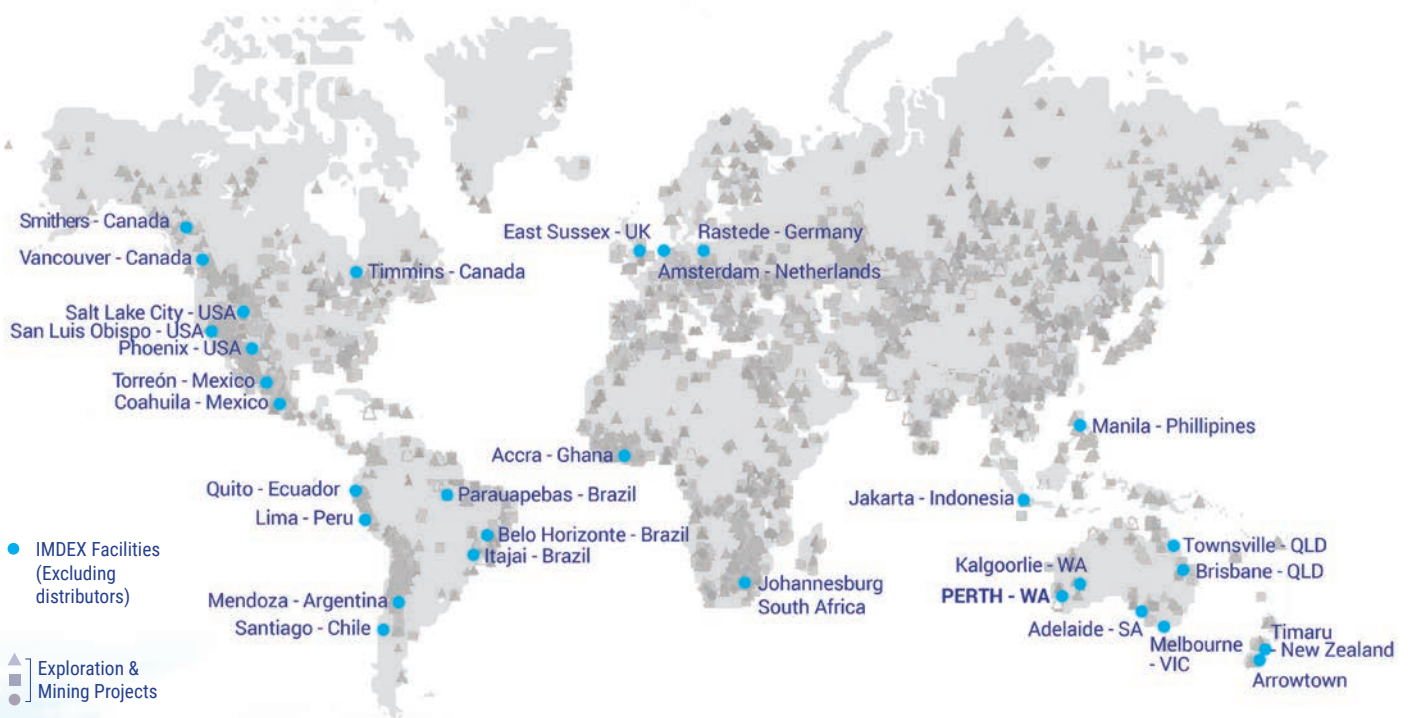 Smithers - Canada
Vancouver - Canada
Timmins - Canada
Salt Lake City - USA
San Luis Obispo - USA
Phoenix - USA
Torreón - Mexico
Coahuila - Mexico
East Sussex - UK
Rastede - Germany
Amsterdam - Netherlands
Accra - Ghana
Quito - Ecuador
Parauapebas - Brazil
Lima - Peru
Belo Horizonte - Brazil
Itajai - Brazil
Mendoza - Argentina
Santiago - Chile
Johannesburg
South Africa
Manila - Phillipines
Jakarta - Indonesia
Townsville - QLD
Kalgoorlie - WA
Brisbane - QLD
PERTH - WA
Adelaide - SA
Melbourne
- VIC
Timaru
- New Zealand
Arrowtown
IMDEX Facilities
(Excluding
distributors)
Exploration &
Mining Projects